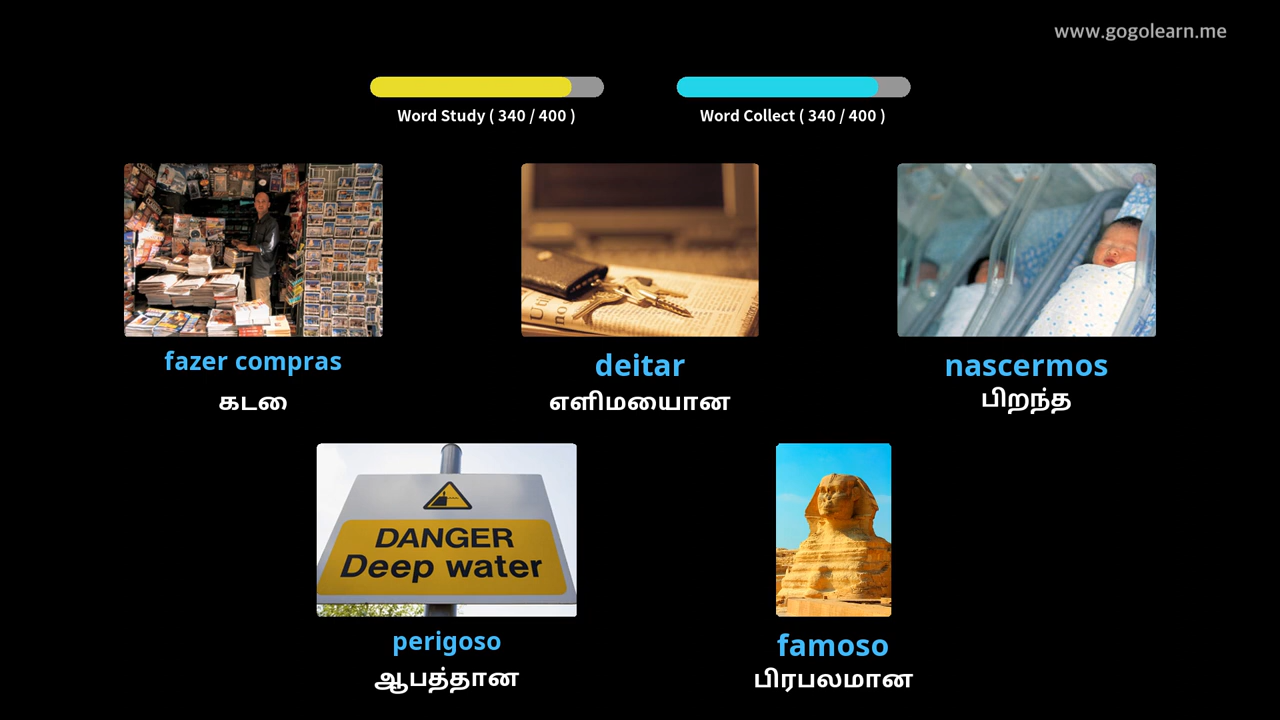 www.gogolearn.me
Word Study ( 340 / 400 )
Word Collect ( 340 / 400 )
fazer compras
deitar
nascermos
கடை
எளிமையான
பிறந்த
DANGER
Deep water
perigoso
famoso
ஆபத்தான
பிரபலமான